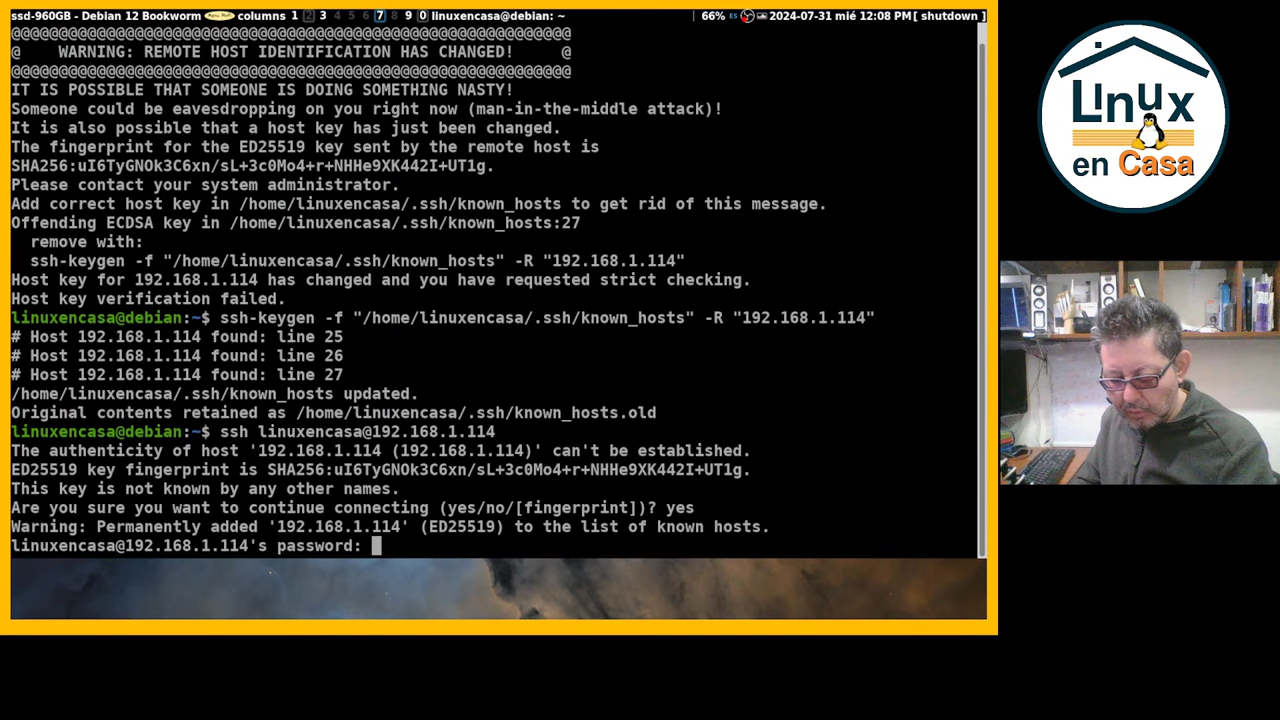 ssd-960GB - Debian 12 Bookworm columns 1 2 3 4 5 6 7 8 9 0 linuxencasa@debian: ~ | 66% ES 2024-07-31 mié 12:08 PM[ shutdown ]
@@@@@@@@@@@@@@@@@@@@@@@@@@@@@@@@@@@@@@@@@@@@@@@@@@@@@@@@@@@
@    WARNING: REMOTE HOST IDENTIFICATION HAS CHANGED!     @
@@@@@@@@@@@@@@@@@@@@@@@@@@@@@@@@@@@@@@@@@@@@@@@@@@@@@@@@@@@
IT IS POSSIBLE THAT SOMEONE IS DOING SOMETHING NASTY!
Someone could be eavesdropping on you right now (man-in-the-middle attack)!
It is also possible that a host key has just been changed.
The fingerprint for the ED25519 key sent by the remote host is
SHA256:uI6TyGNOk3C6xn/sL+3c0Mo4+r+NHHe9XK442I+UT1g.
Please contact your system administrator.
Add correct host key in /home/linuxencasa/.ssh/known_hosts to get rid of this message.
Offending ECDSA key in /home/linuxencasa/.ssh/known_hosts:27
  remove with:
  ssh-keygen -f "/home/linuxencasa/.ssh/known_hosts" -R "192.168.1.114"
Host key for 192.168.1.114 has changed and you have requested strict checking.
Host key verification failed.
linuxencasa@debian:~$ ssh-keygen -f "/home/linuxencasa/.ssh/known_hosts" -R "192.168.1.114"
# Host 192.168.1.114 found: line 25
# Host 192.168.1.114 found: line 26
# Host 192.168.1.114 found: line 27
/home/linuxencasa/.ssh/known_hosts updated.
Original contents retained as /home/linuxencasa/.ssh/known_hosts.old
linuxencasa@debian:~$ ssh linuxencasa@192.168.1.114
The authenticity of host '192.168.1.114 (192.168.1.114)' can't be established.
ED25519 key fingerprint is SHA256:uI6TyGNOk3C6xn/sL+3c0Mo4+r+NHHe9XK442I+UT1g.
This key is not known by any other names.
Are you sure you want to continue connecting (yes/no/[fingerprint])? yes
Warning: Permanently added '192.168.1.114' (ED25519) to the list of known hosts.
linuxencasa@192.168.1.114's password:
Linux
en Casa